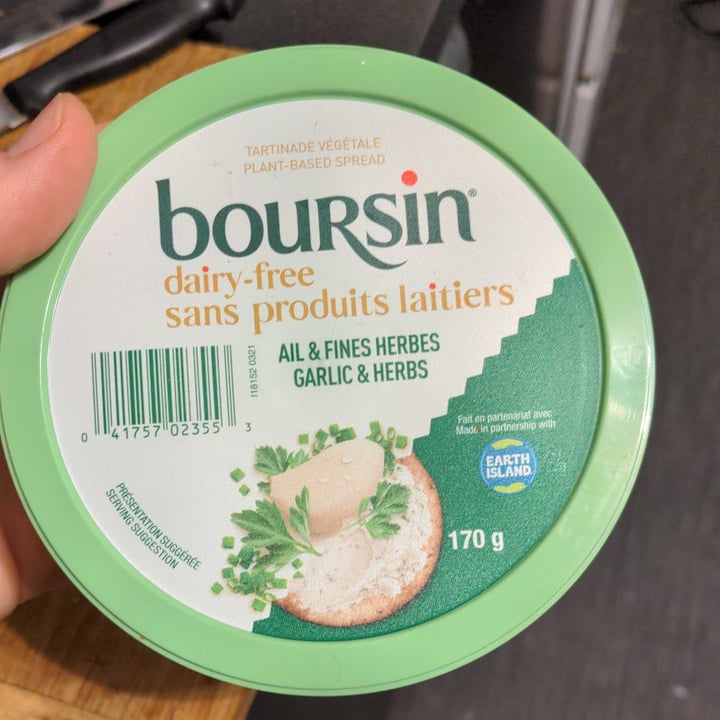 TARTINADE VÉGÉTALE
PLANT-BASED SPREAD
boursin®
dairy-free
sans produits laitiers
AIL & FINES HERBES
GARLIC & HERBS
I18152 0321
0 41757 02355 3
Fait en partenariat avec
Made in partnership with
EARTH
ISLAND
PRÉSENTATION SUGGÉRÉE
SERVING SUGGESTION
170 g